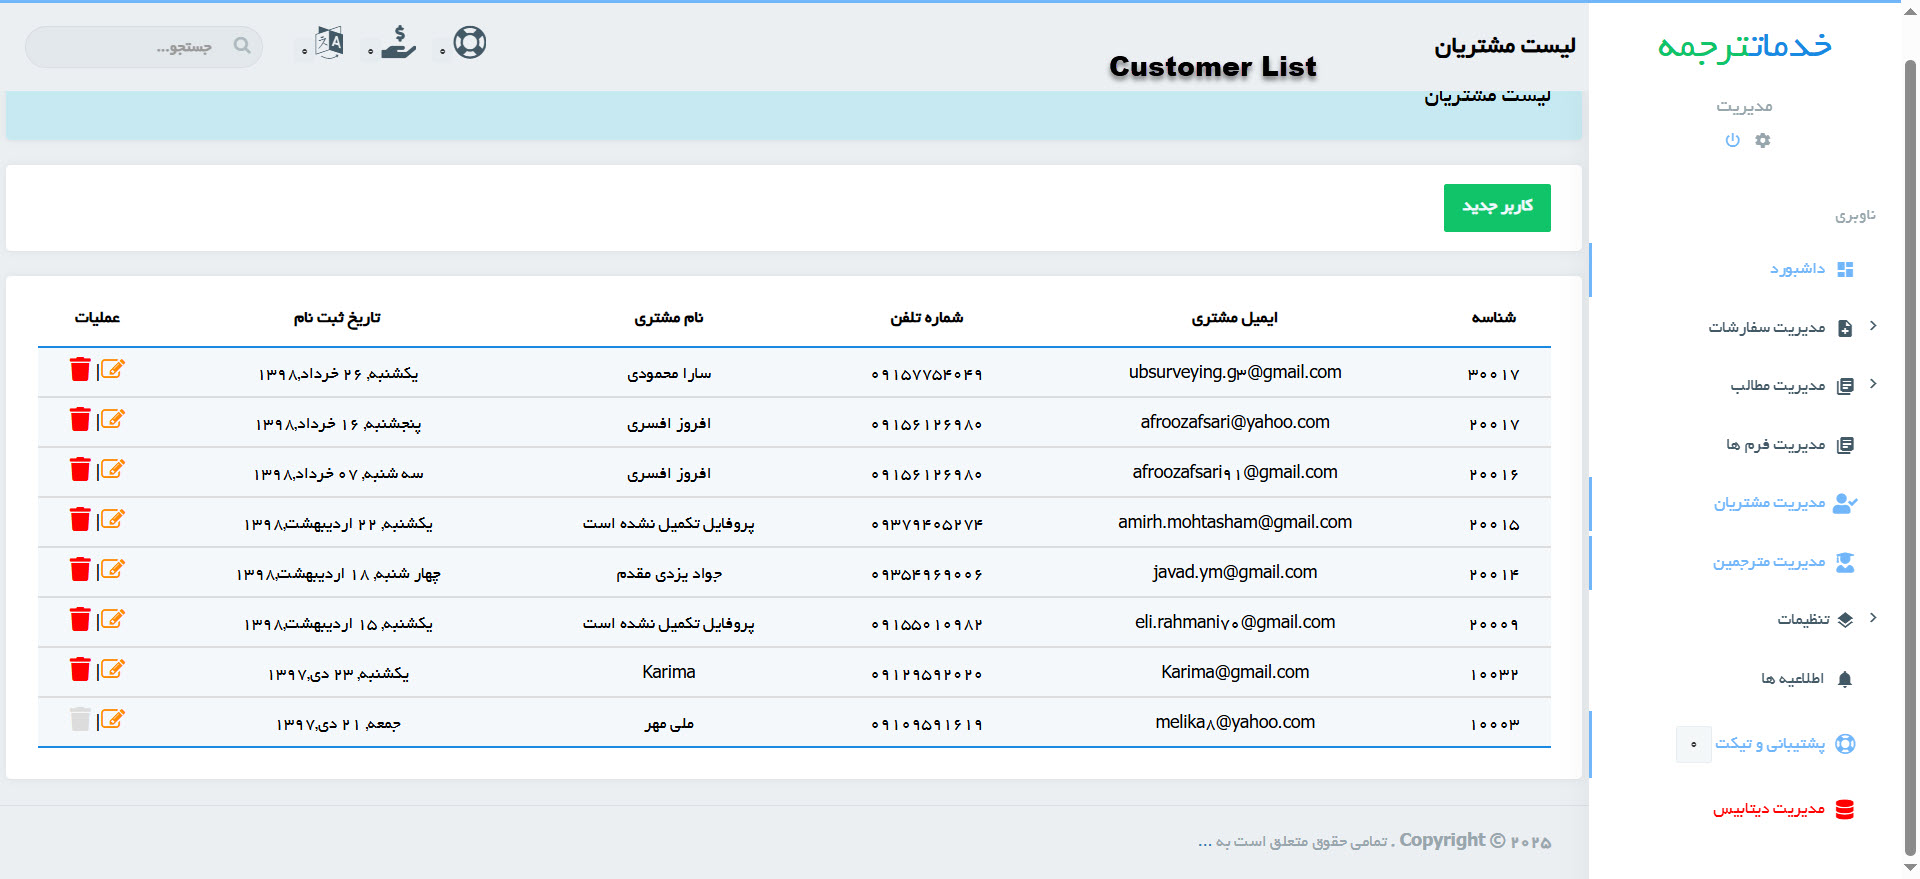 خدمات‌ترجمه
مدیریت
ناوبری
داشبورد
مدیریت سفارشات
مدیریت مطالب
مدیریت فرم ها
مدیریت مشتریان
مدیریت مترجمین
تنظیمات
اطلاعیه ها
پشتیبانی و تیکت ۰
مدیریت دیتابیس
لیست مشتریان
Customer List
۰ ۰ ۰
جستجو...
لیست مشتریان
کاربر جدید
شناسه ایمیل مشتری شماره تلفن نام مشتری تاریخ ثبت نام عملیات
۳۰۰۱۷ ubsurveying.g۳@gmail.com ۰۹۱۵۷۷۵۴۰۴۹ سارا محمودی یکشنبه, ۲۶ خرداد,۱۳۹۸ |
۲۰۰۱۷ afroozafsari@yahoo.com ۰۹۱۵۶۱۲۶۹۸۰ افروز افسری پنجشنبه, ۱۶ خرداد,۱۳۹۸ |
۲۰۰۱۶ afroozafsari۹۱@gmail.com ۰۹۱۵۶۱۲۶۹۸۰ افروز افسری سه شنبه, ۰۷ خرداد,۱۳۹۸ |
۲۰۰۱۵ amirh.mohtasham@gmail.com ۰۹۳۷۹۴۰۵۲۷۴ پروفایل تکمیل نشده است یکشنبه, ۲۲ اردیبهشت,۱۳۹۸ |
۲۰۰۱۴ javad.ym@gmail.com ۰۹۳۵۴۹۶۹۰۰۶ جواد یزدی مقدم چهار شنبه, ۱۸ اردیبهشت,۱۳۹۸ |
۲۰۰۰۹ eli.rahmani۷۰@gmail.com ۰۹۱۵۵۰۱۰۹۸۲ پروفایل تکمیل نشده است یکشنبه, ۱۵ اردیبهشت,۱۳۹۸ |
۱۰۰۳۲ Karima@gmail.com ۰۹۱۲۹۵۹۲۰۲۰ Karima یکشنبه, ۲۳ دی,۱۳۹۷ |
۱۰۰۰۳ melika۸@yahoo.com ۰۹۱۰۹۵۹۱۶۱۹ ملی مهر جمعه, ۲۱ دی,۱۳۹۷ |
۲۰۲۵ © Copyright . تمامی حقوق متعلق است به ...